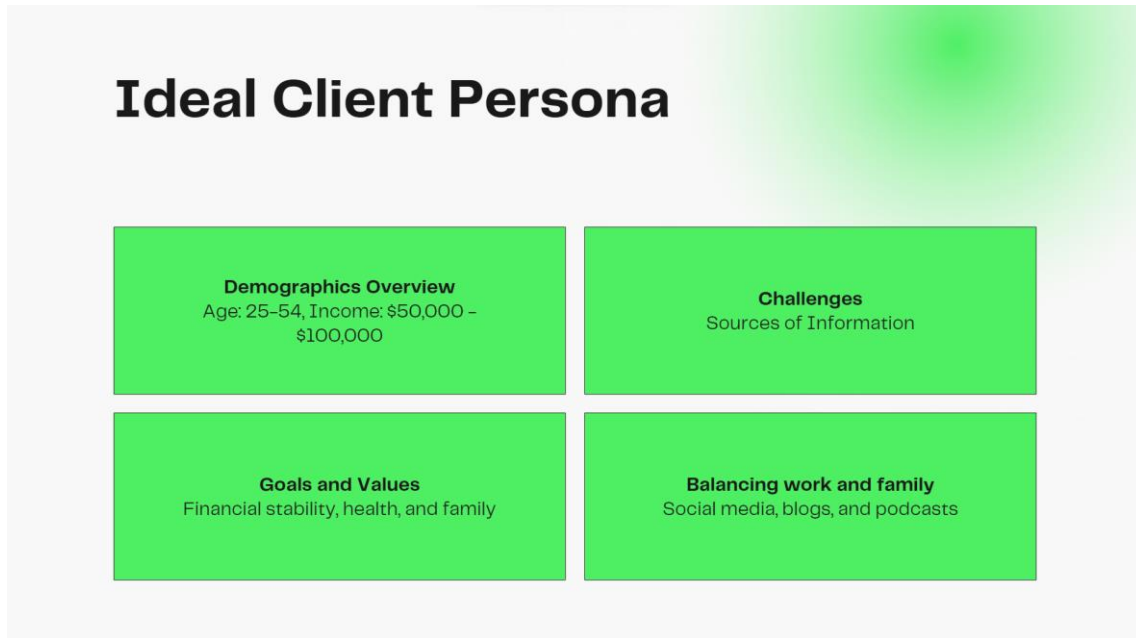 Ideal Client Persona
Demographics Overview
Age: 25–54, Income: $50,000 –
$100,000
Challenges
Sources of Information
Goals and Values
Financial stability, health, and family
Balancing work and family
Social media, blogs, and podcasts